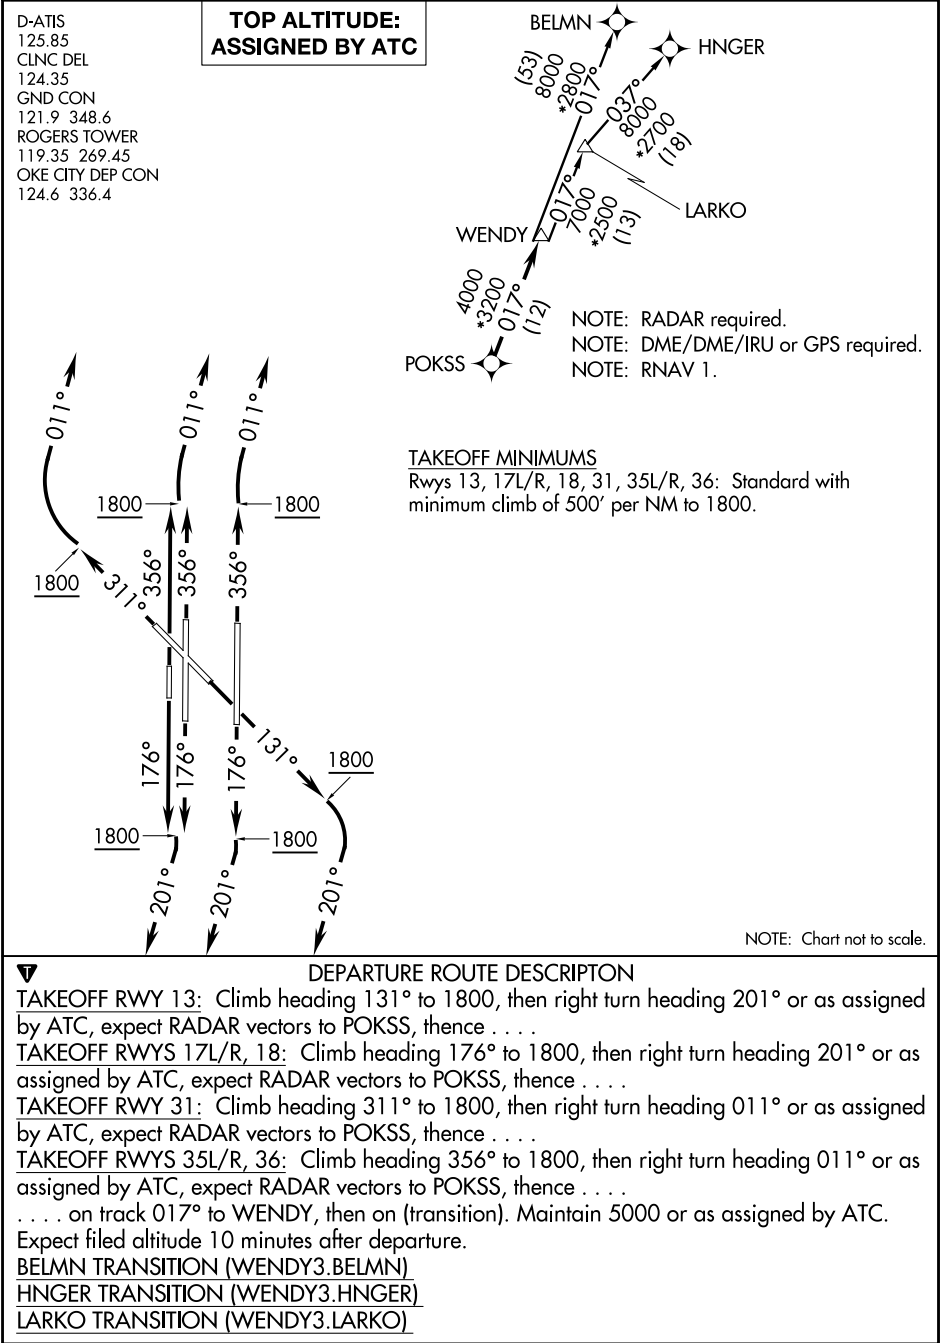 D-ATIS
125.85
CLNC DEL
124.35
GND CON
121.9 348.6
ROGERS TOWER
119.35 269.45
OKE CITY DEP CON
124.6 336.4
TOP ALTITUDE:
ASSIGNED BY ATC
BELMN
HNGER
(53)
8000
*2800
017°
037°
8000
*2700
(18)
LARKO
017°
7000
*2500
(13)
WENDY
4000
*3200
017°
(12)
POKSS
NOTE: RADAR required.
NOTE: DME/DME/IRU or GPS required.
NOTE: RNAV 1.
TAKEOFF MINIMUMS
Rwys 13, 17L/R, 18, 31, 35L/R, 36: Standard with
minimum climb of 500' per NM to 1800.
011°
011°
011°
1800
1800
1800
311°
356°
356°
356°
176°
176°
176°
131°
1800
1800
1800
201°
201°
201°
NOTE: Chart not to scale.
T
DEPARTURE ROUTE DESCRIPTON
TAKEOFF RWY 13: Climb heading 131° to 1800, then right turn heading 201° or as assigned
by ATC, expect RADAR vectors to POKSS, thence . . . .
TAKEOFF RWYS 17L/R, 18: Climb heading 176° to 1800, then right turn heading 201° or as
assigned by ATC, expect RADAR vectors to POKSS, thence . . . .
TAKEOFF RWY 31: Climb heading 311° to 1800, then right turn heading 011° or as assigned
by ATC, expect RADAR vectors to POKSS, thence . . . .
TAKEOFF RWYS 35L/R, 36: Climb heading 356° to 1800, then right turn heading 011° or as
assigned by ATC, expect RADAR vectors to POKSS, thence . . . .
. . . . on track 017° to WENDY, then on (transition). Maintain 5000 or as assigned by ATC.
Expect filed altitude 10 minutes after departure.
BELMN TRANSITION (WENDY3.BELMN)
HNGER TRANSITION (WENDY3.HNGER)
LARKO TRANSITION (WENDY3.LARKO)